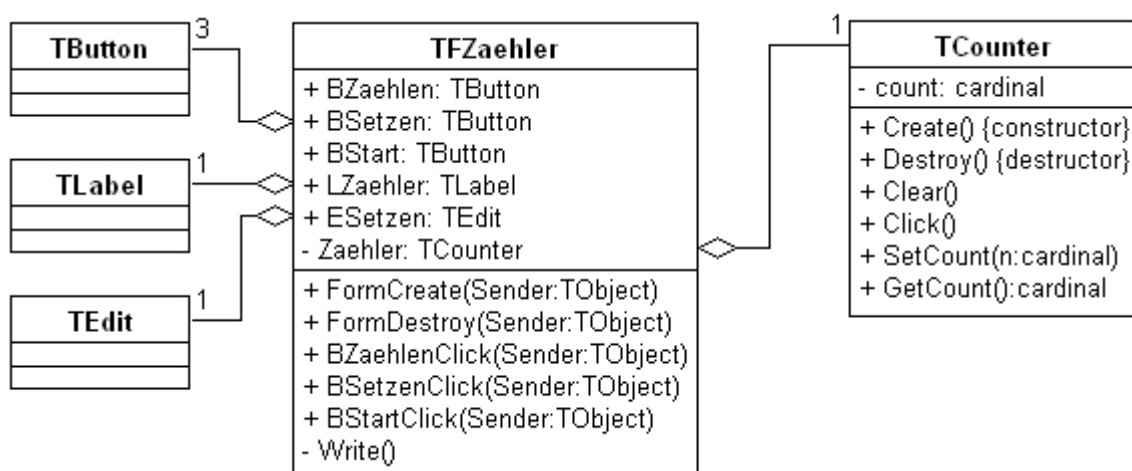 3
TButton
1
TLabel
1
TEdit
TFZaehler
+ BZaehlen: TButton
+ BSetzen: TButton
+ BStart: TButton
+ LZaehler: TLabel
+ ESetzen: TEdit
- Zaehler: TCounter
+ FormCreate(Sender:TObject)
+ FormDestroy(Sender:TObject)
+ BZaehlenClick(Sender:TObject)
+ BSetzenClick(Sender:TObject)
+ BStartClick(Sender:TObject)
- Write()
1
TCounter
- count: cardinal
+ Create() {constructor}
+ Destroy() {destructor}
+ Clear()
+ Click()
+ SetCount(n:cardinal)
+ GetCount():cardinal